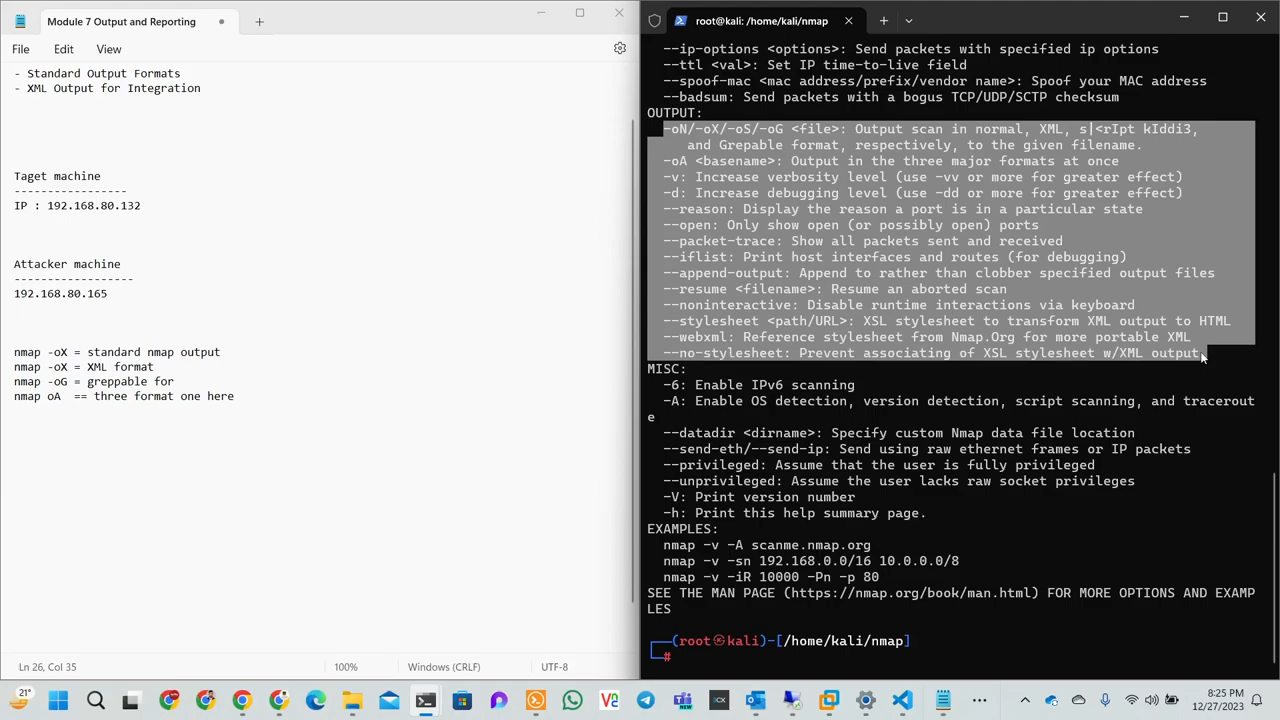 Module 7 Output and Reporting
File Edit View
- Standard Output Formats
- XML Output for Integration
Taget machine
-----------------
IP : 192.168.80.132
Attacker machine
------------------
192.168.80.165
nmap -oX = standard nmap output
nmap -oX = XML format
nmap -oG = greppable for
nmap oA  == three format one here
Ln 26, Col 35
100%
Windows (CRLF)
UTF-8
root@kali: /home/kali/nmap
--ip-options <options>: Send packets with specified ip options
--ttl <val>: Set IP time-to-live field
--spoof-mac <mac address/prefix/vendor name>: Spoof your MAC address
--badsum: Send packets with a bogus TCP/UDP/SCTP checksum
OUTPUT:
-oN/-oX/-oS/-oG <file>: Output scan in normal, XML, s|<rIpt kIddi3,
and Grepable format, respectively, to the given filename.
-oA <basename>: Output in the three major formats at once
-v: Increase verbosity level (use -vv or more for greater effect)
-d: Increase debugging level (use -dd or more for greater effect)
--reason: Display the reason a port is in a particular state
--open: Only show open (or possibly open) ports
--packet-trace: Show all packets sent and received
--iflist: Print host interfaces and routes (for debugging)
--append-output: Append to rather than clobber specified output files
--resume <filename>: Resume an aborted scan
--noninteractive: Disable runtime interactions via keyboard
--stylesheet <path/URL>: XSL stylesheet to transform XML output to HTML
--webxml: Reference stylesheet from Nmap.Org for more portable XML
--no-stylesheet: Prevent associating of XSL stylesheet w/XML output
MISC:
-6: Enable IPv6 scanning
-A: Enable OS detection, version detection, script scanning, and tracerout
e
--datadir <dirname>: Specify custom Nmap data file location
--send-eth/--send-ip: Send using raw ethernet frames or IP packets
--privileged: Assume that the user is fully privileged
--unprivileged: Assume the user lacks raw socket privileges
-V: Print version number
-h: Print this help summary page.
EXAMPLES:
nmap -v -A scanme.nmap.org
nmap -v -sn 192.168.0.0/16 10.0.0.0/8
nmap -v -iR 10000 -Pn -p 80
SEE THE MAN PAGE (https://nmap.org/book/man.html) FOR MORE OPTIONS AND EXAMP
LES
(root㉿kali)-[/home/kali/nmap]
#
21°
8:25 PM
12/27/2023